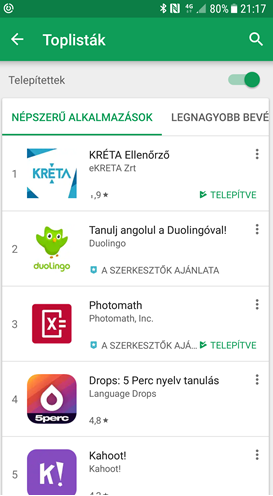 4G 80% 21:17
Toplisták
Telepítettek
NÉPSZERŰ ALKALMAZÁSOK LEGNAGYOBB BEVÉ
1
KRÉTA
KRÉTA Ellenőrző
eKRETA Zrt
,9 ★ TELEPÍTVE
2
duolingo
Tanulj angolul a Duolingóval!
Duolingo
A SZERKESZTŐK AJÁNLATA
3
Photomath
Photomath, Inc.
A SZERKESZTŐK AJÁ... TELEPÍTVE
4
5perc
Drops: 5 Perc nyelv tanulás
Language Drops
4,8 ★
5
K!
Kahoot!
Kahoot!